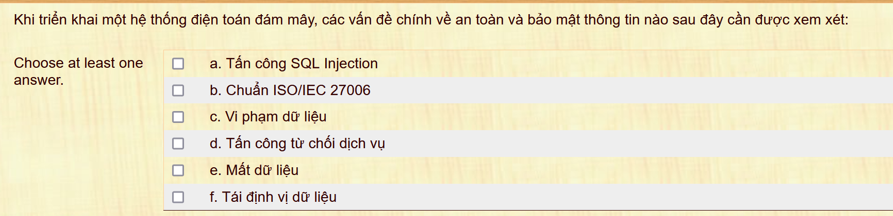 Khi triển khai một hệ thống điện toán đám mây, các vấn đề chính về an toàn và bảo mật thông tin nào sau đây cần được xem xét:
Choose at least one
answer.
a. Tấn công SQL Injection
b. Chuẩn ISO/IEC 27006
c. Vi phạm dữ liệu
d. Tấn công từ chối dịch vụ
e. Mất dữ liệu
f. Tái định vị dữ liệu